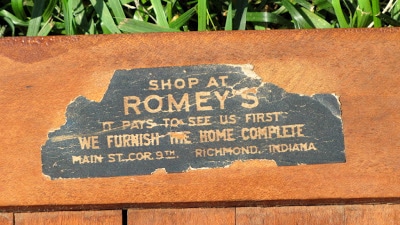 SHOP AT
ROMEY'S
IT PAYS TO SEE US FIRST
WE FURNISH THE HOME COMPLETE
MAIN ST. COR. 9TH. RICHMOND, INDIANA